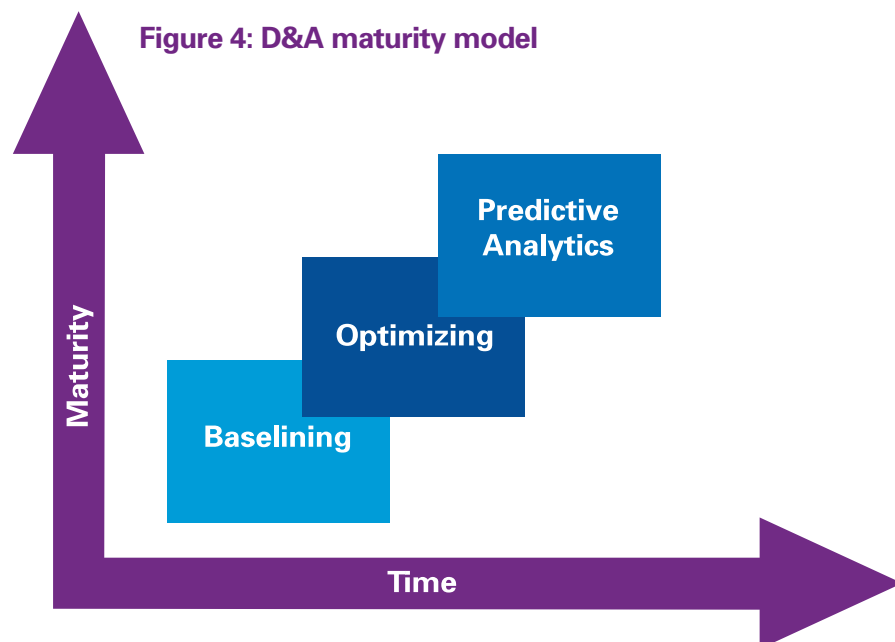 Figure 4: D&A maturity model
Predictive
Analytics
Optimizing
Baselining
Maturity
Time